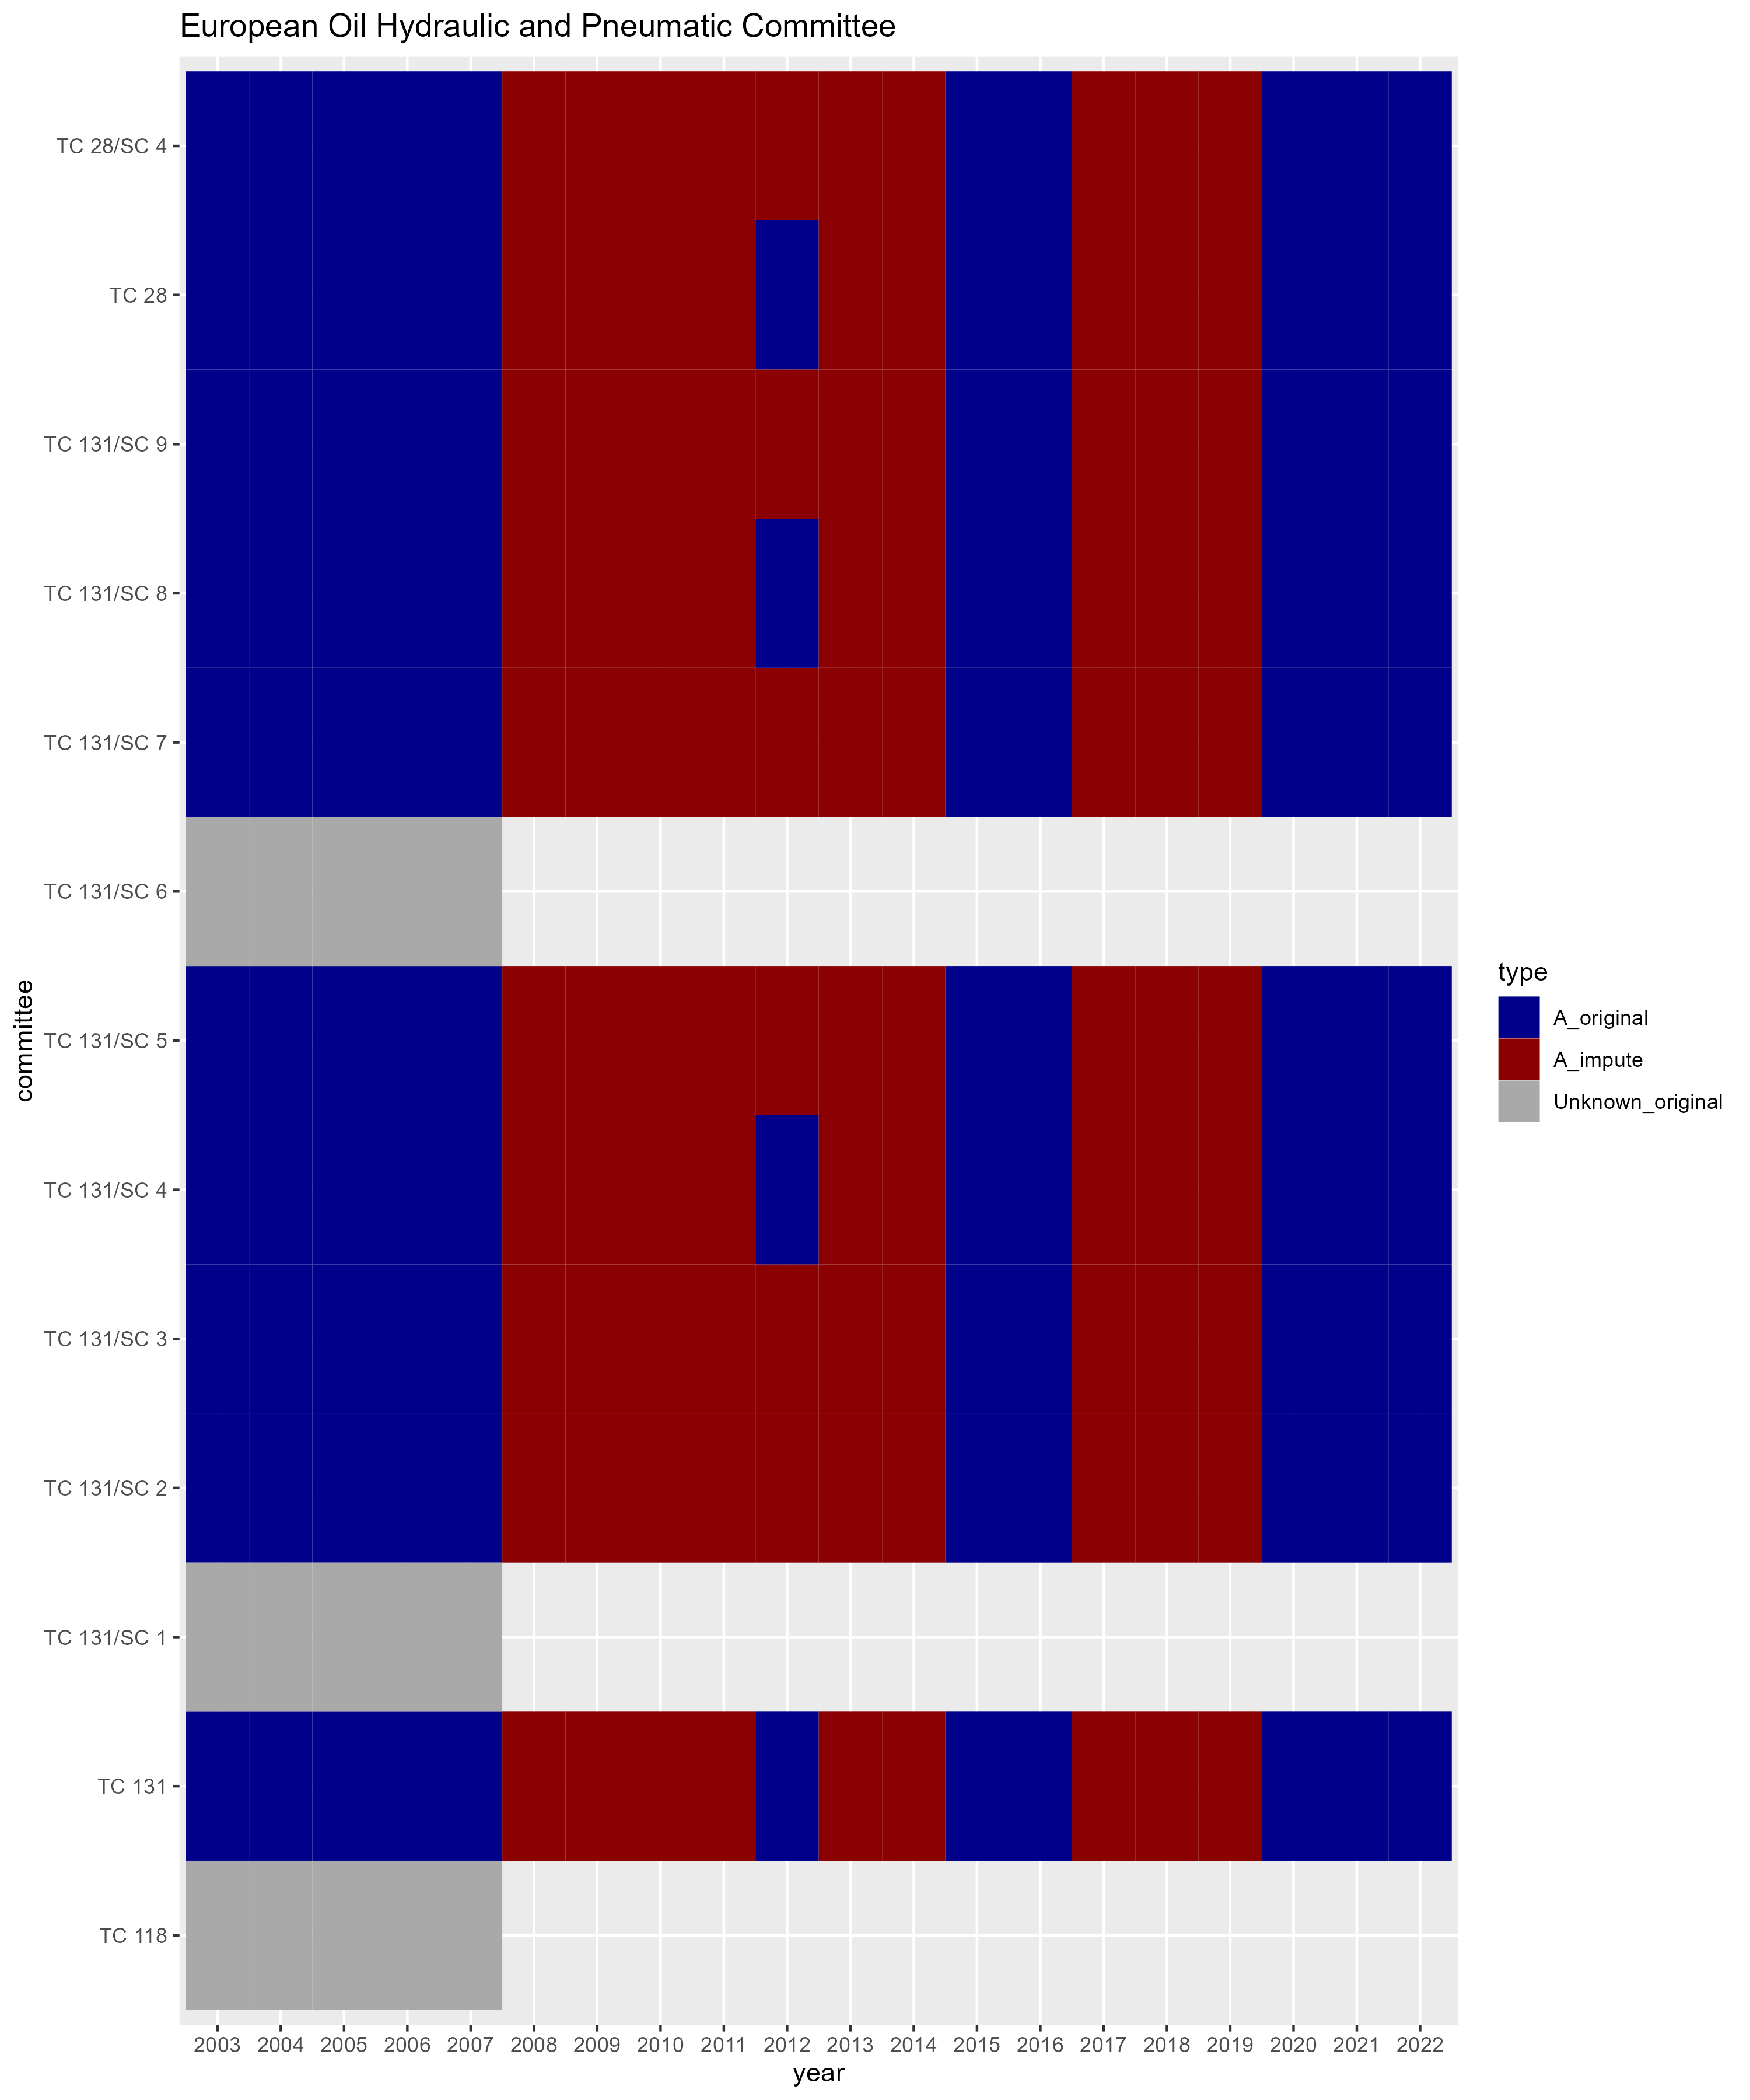 European Oil Hydraulic and Pneumatic Committee
TC 28/SC 4
TC 28
TC 131/SC 9
TC 131/SC 8
TC 131/SC 7
TC 131/SC 6
TC 131/SC 5
TC 131/SC 4
TC 131/SC 3
TC 131/SC 2
TC 131/SC 1
TC 131
TC 118
committee
2003 2004 2005 2006 2007 2008 2009 2010 2011 2012 2013 2014 2015 2016 2017 2018 2019 2020 2021 2022
year
type
A_original
A_impute
Unknown_original